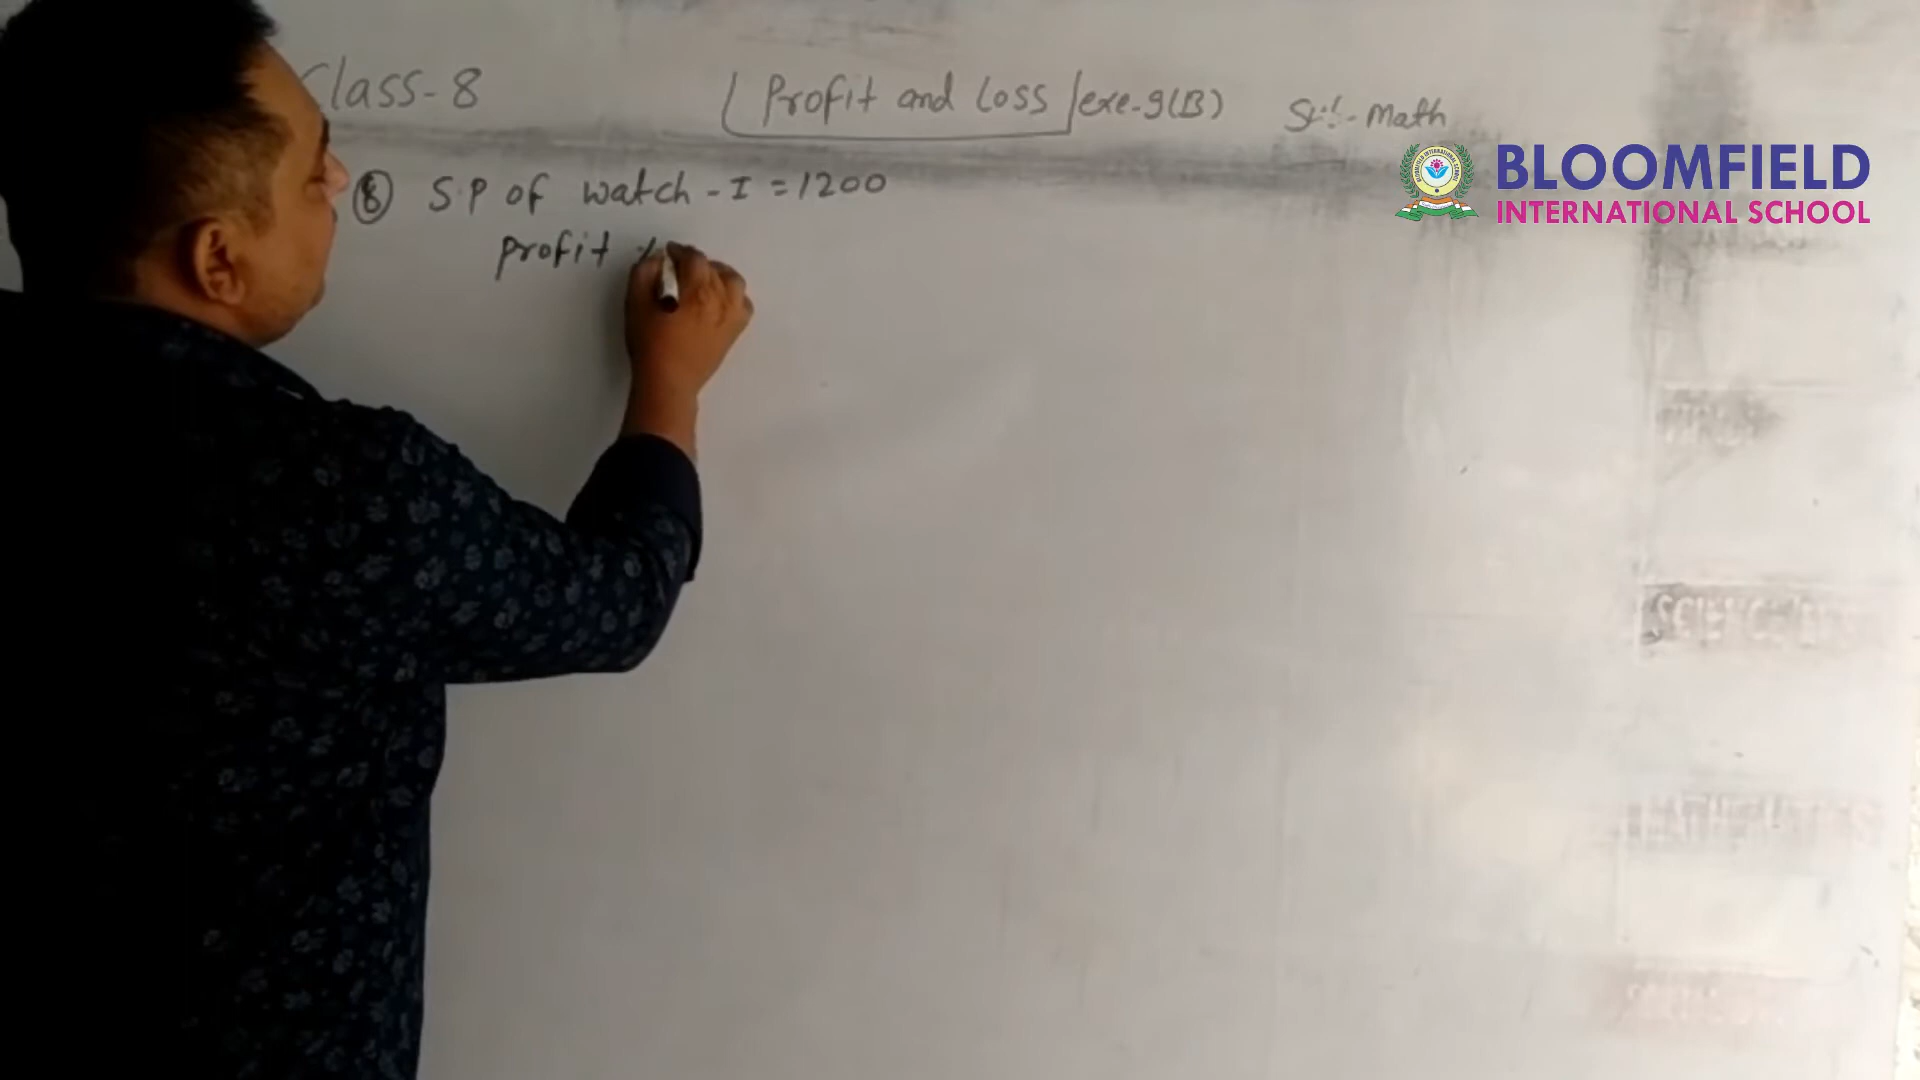 Class-8
Profit and Loss exe-9(B)
Sub:- Math
BLOOMFIELD
INTERNATIONAL SCHOOL
8 S.P of watch-I = 1200
Profit %